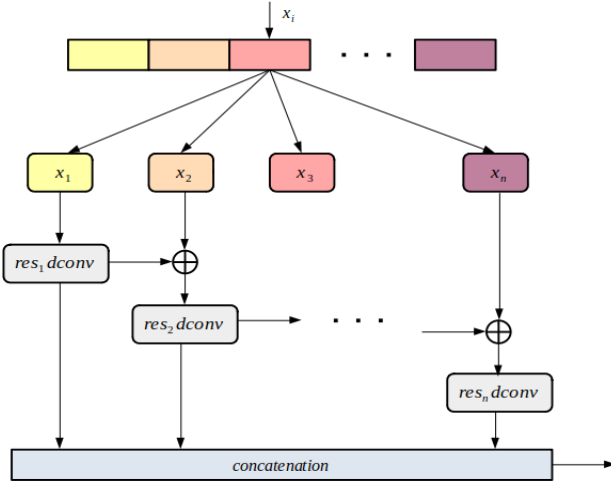 x_i
. . .
x_1 x_2 x_3 x_n
res_1 dconv
res_2 dconv . . .
res_n dconv
concatenation